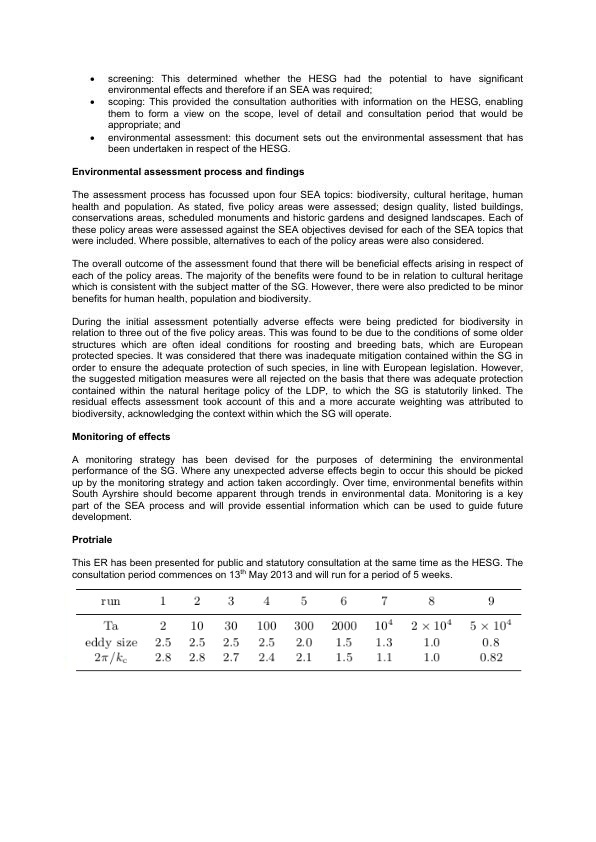 • screening: This determined whether the HESG had the potential to have significant
environmental effects and therefore if an SEA was required;
• scoping: This provided the consultation authorities with information on the HESG, enabling
them to form a view on the scope, level of detail and consultation period that would be
appropriate; and
• environmental assessment: this document sets out the environmental assessment that has
been undertaken in respect of the HESG.
Environmental assessment process and findings
The assessment process has focussed upon four SEA topics: biodiversity, cultural heritage, human
health and population. As stated, five policy areas were assessed; design quality, listed buildings,
conservations areas, scheduled monuments and historic gardens and designed landscapes. Each of
these policy areas were assessed against the SEA objectives devised for each of the SEA topics that
were included. Where possible, alternatives to each of the policy areas were also considered.
The overall outcome of the assessment found that there will be beneficial effects arising in respect of
each of the policy areas. The majority of the benefits were found to be in relation to cultural heritage
which is consistent with the subject matter of the SG. However, there were also predicted to be minor
benefits for human health, population and biodiversity.
During the initial assessment potentially adverse effects were being predicted for biodiversity in
relation to three out of the five policy areas. This was found to be due to the conditions of some older
structures which are often ideal conditions for roosting and breeding bats, which are European
protected species. It was considered that there was inadequate mitigation contained within the SG in
order to ensure the adequate protection of such species, in line with European legislation. However,
the suggested mitigation measures were all rejected on the basis that there was adequate protection
contained within the natural heritage policy of the LDP, to which the SG is statutorily linked. The
residual effects assessment took account of this and a more accurate weighting was attributed to
biodiversity, acknowledging the context within which the SG will operate.
Monitoring of effects
A monitoring strategy has been devised for the purposes of determining the environmental
performance of the SG. Where any unexpected adverse effects begin to occur this should be picked
up by the monitoring strategy and action taken accordingly. Over time, environmental benefits within
South Ayrshire should become apparent through trends in environmental data. Monitoring is a key
part of the SEA process and will provide essential information which can be used to guide future
development.
Protriale
This ER has been presented for public and statutory consultation at the same time as the HESG. The
consultation period commences on 13th May 2013 and will run for a period of 5 weeks.
run 1 2 3 4 5 6 7 8 9
Ta 2 10 30 100 300 2000 10⁴ 2 × 10⁴ 5 × 10⁴
eddy size 2.5 2.5 2.5 2.5 2.0 1.5 1.3 1.0 0.8
2π/k_c 2.8 2.8 2.7 2.4 2.1 1.5 1.1 1.0 0.82